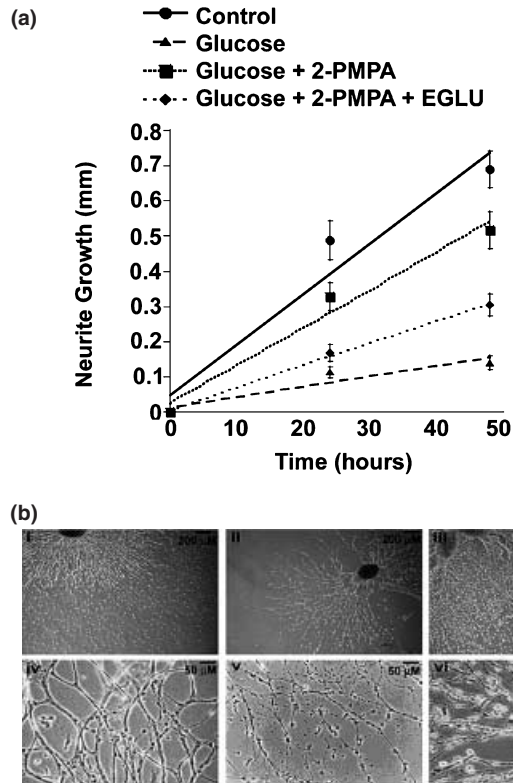 (a)
Control
Glucose
Glucose + 2-PMPA
Glucose + 2-PMPA + EGLU
0.8
0.7
0.6
0.5
0.4
0.3
0.2
0.1
0
Neurite Growth (mm)
0 10 20 30 40 50
Time (hours)
(b)
i
200 μM
ii
200 μM
iii
iv
50 μM
v
50 μM
vi